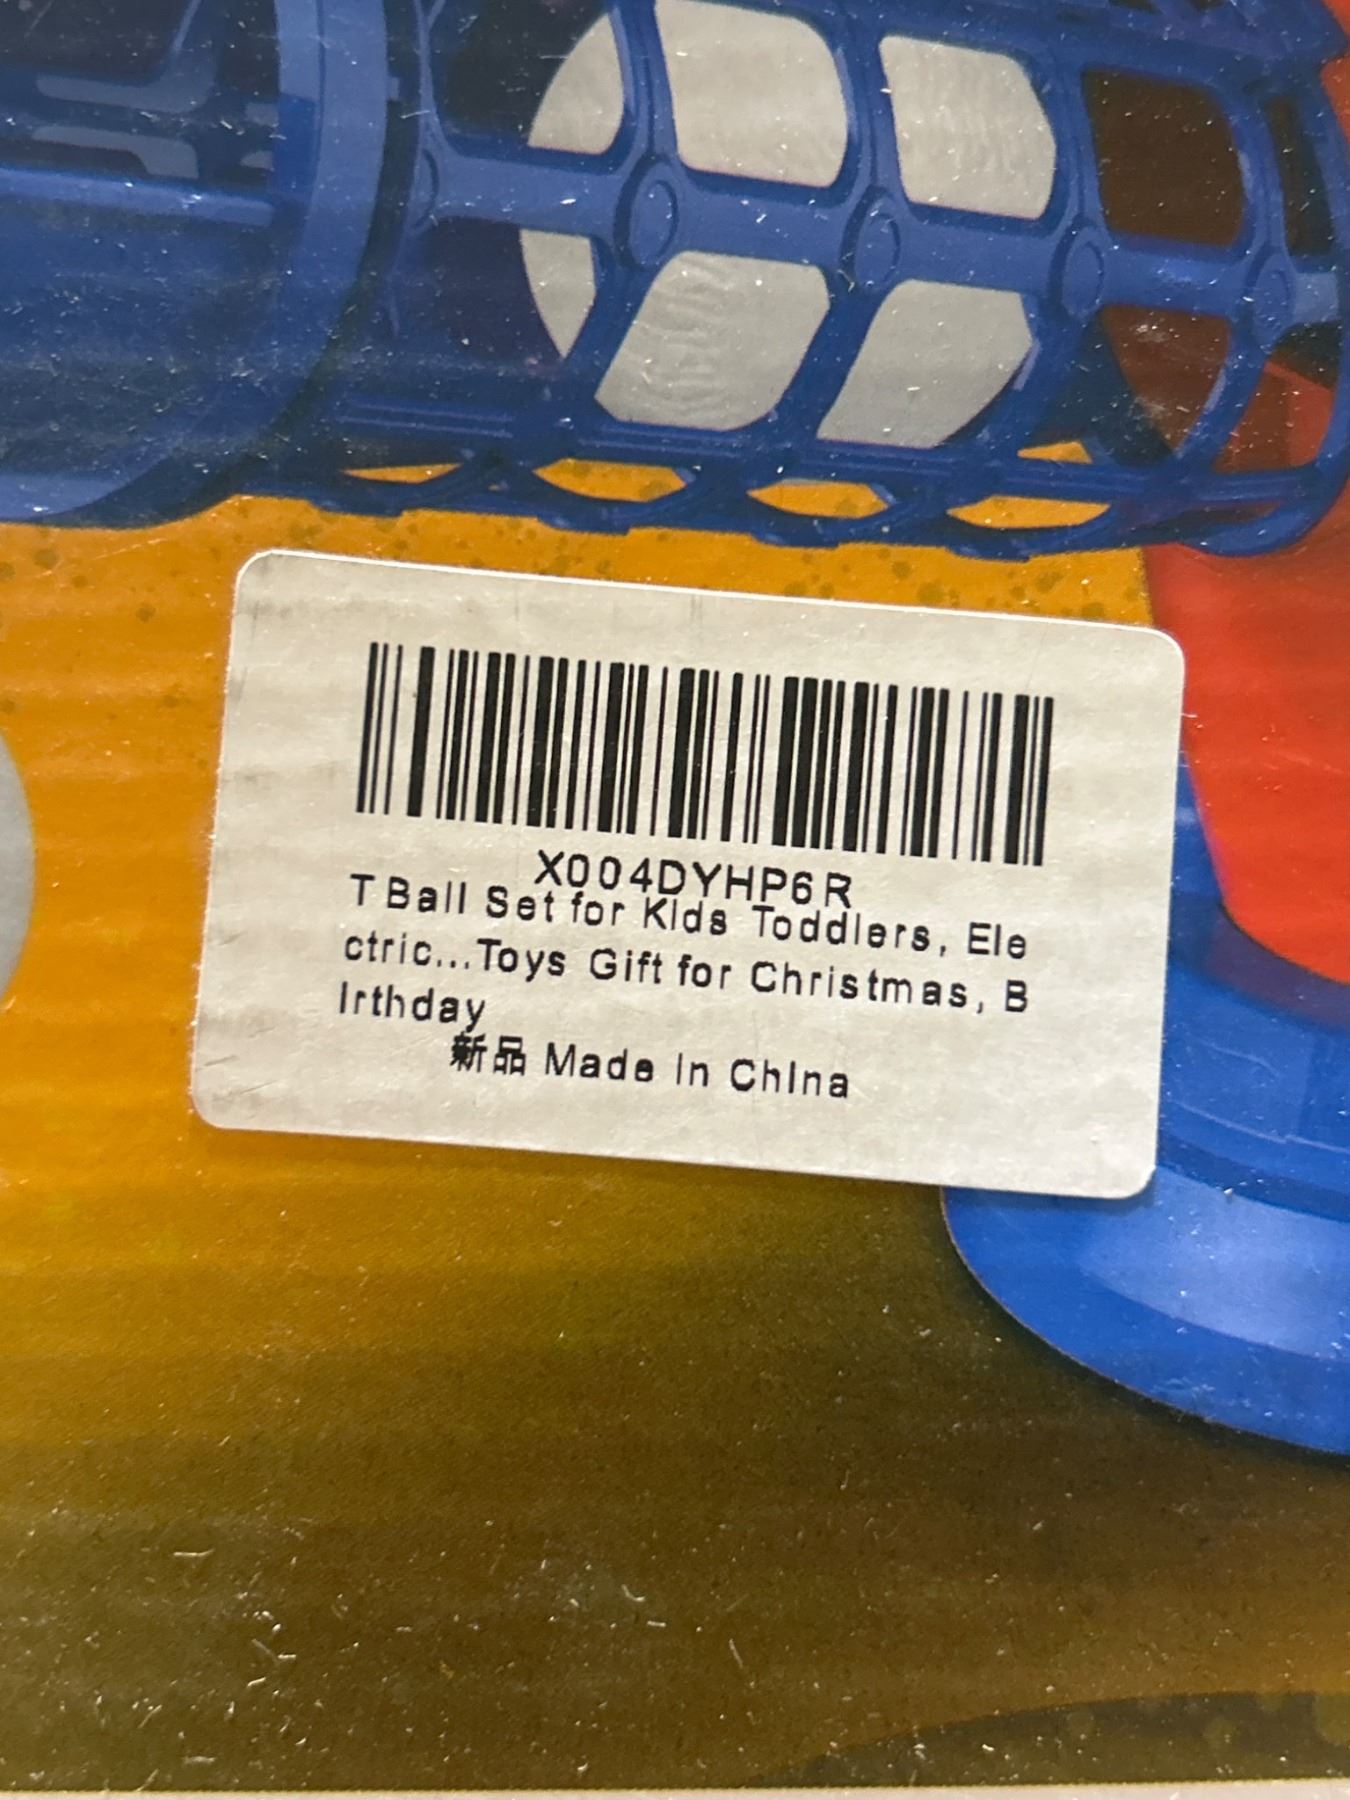 X004DYHP6R
T Ball Set for Kids Toddlers, Ele
ctric...Toys Gift for Christmas, B
irthday
新品 Made in China